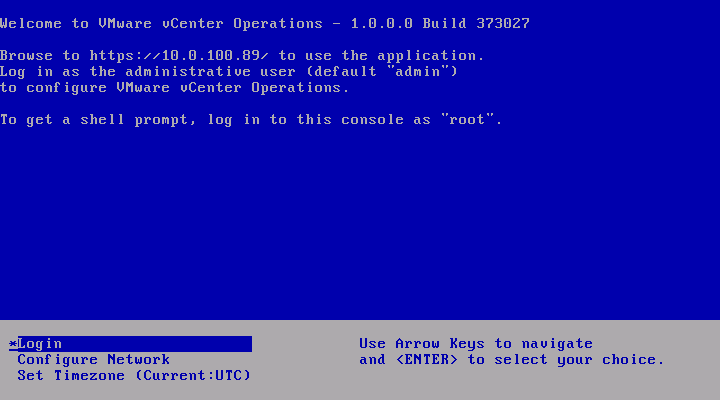 Welcome to VMware vCenter Operations - 1.0.0.0 Build 373027
Browse to https://10.0.100.89/ to use the application.
Log in as the administrative user (default "admin")
to configure VMware vCenter Operations.
To get a shell prompt, log in to this console as "root".
*Login
Configure Network
Set Timezone (Current:UTC)
Use Arrow Keys to navigate
and <ENTER> to select your choice.